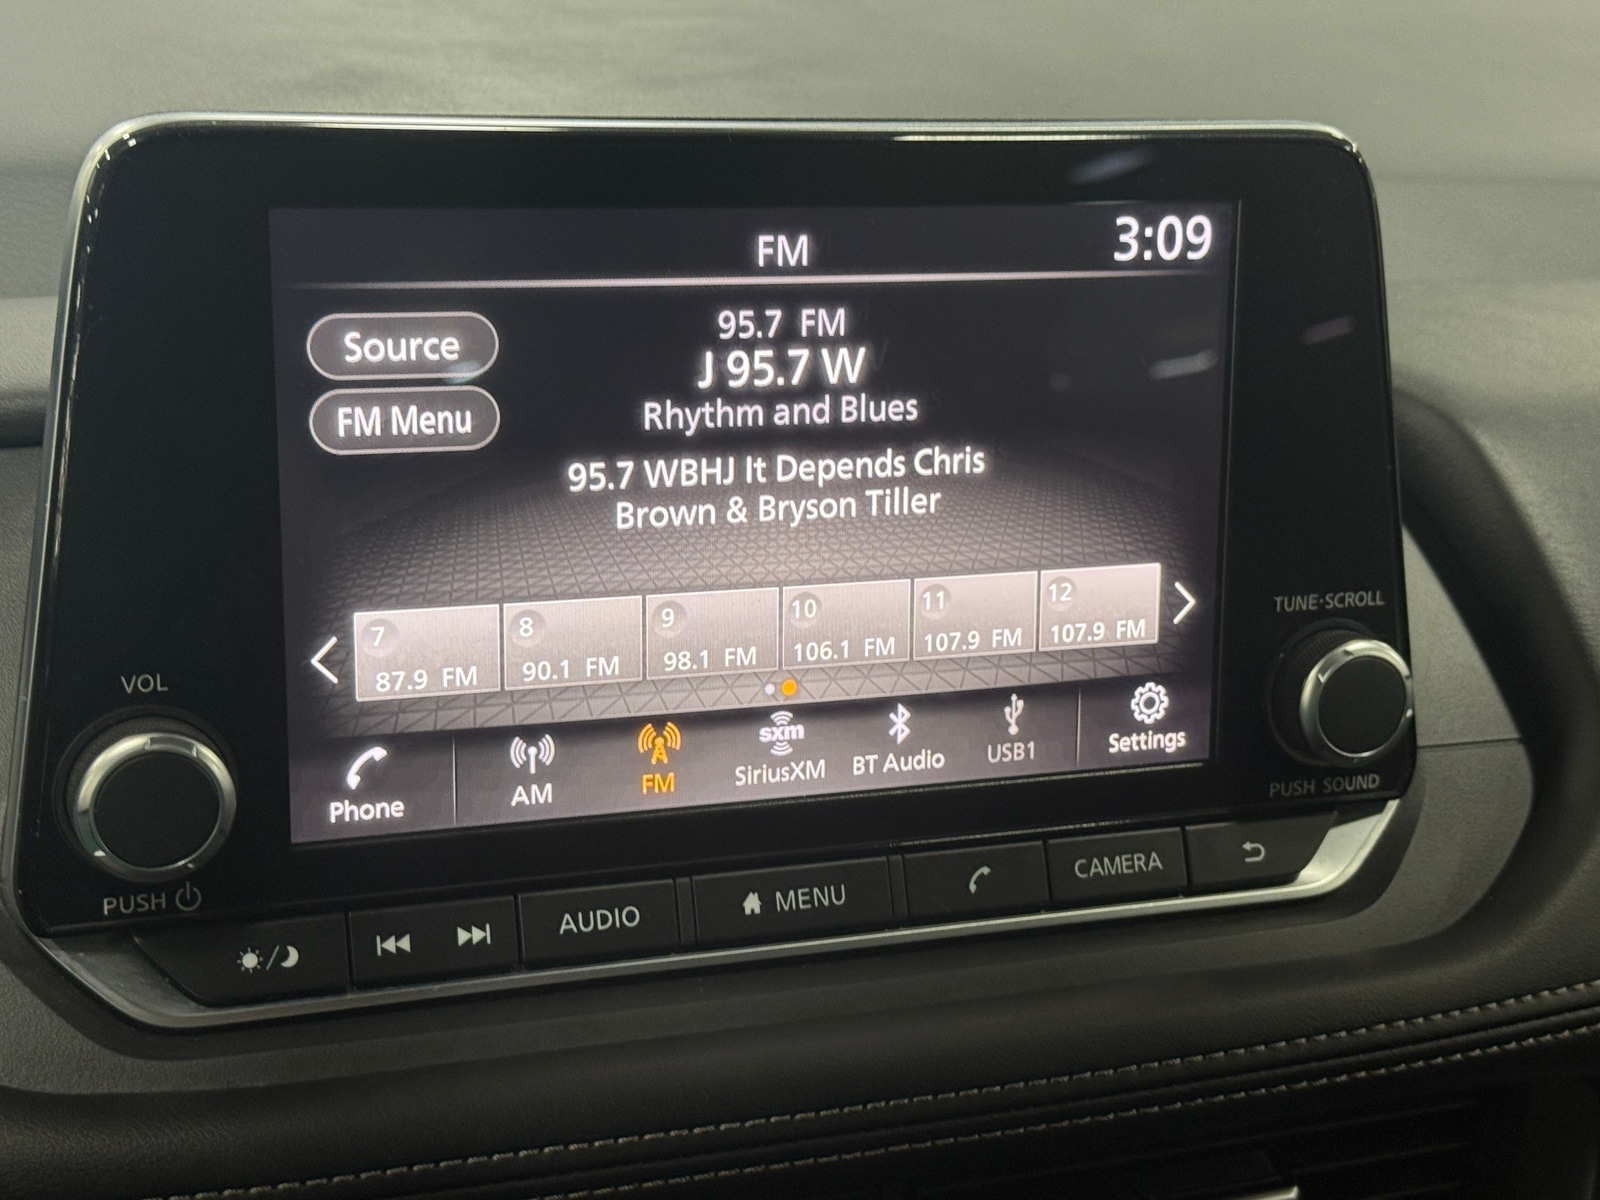 FM
3:09
Source
FM Menu
95.7 FM
J 95.7 W
Rhythm and Blues
95.7 WBHJ It Depends Chris
Brown & Bryson Tiller
7
87.9 FM
8
90.1 FM
9
98.1 FM
10
106.1 FM
11
107.9 FM
12
107.9 FM
Phone
AM
FM
sxm
SiriusXM
BT Audio
USB1
Settings
VOL
PUSH
TUNE·SCROLL
PUSH SOUND
AUDIO
MENU
CAMERA